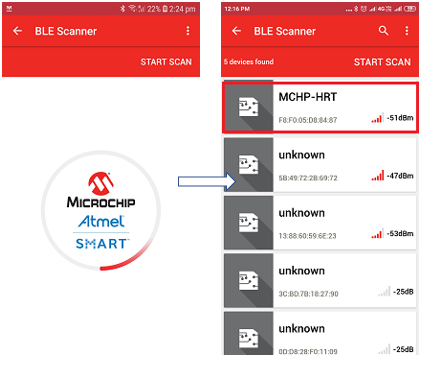 22% 2:24 pm
BLE Scanner
START SCAN
MICROCHIP
Atmel
SMART
12:16 PM
BLE Scanner
5 devices found
START SCAN
MCHP-HRT
F8:F0:05:D8:84:87
-51dBm
unknown
5B:49:72:2B:69:72
-47dBm
unknown
13:88:60:59:6E:23
-53dBm
unknown
3C:BD:7B:18:27:90
-25dB
unknown
0D:D8:28:F0:11:09
-25dB